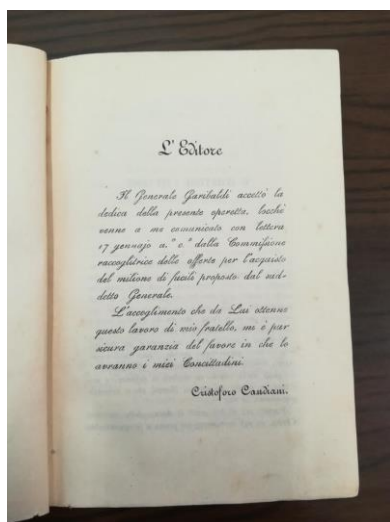 L' Editore
Il Generale Garibaldi accettò la
dedica della presente operetta, locchè
venne a me comunicato con lettera
17 gennajo a.° c.° dalla Commissione
raccoglitrice delle offerte per l'acquisto
del milione di fucili proposto dal sud-
detto Generale.
L'accoglimento che da Lui ottenne
questo lavoro di mio fratello, mi è pur
sicura garanzia del favore in che lo
avranno i miei Concittadini.
Cristoforo Candiani.